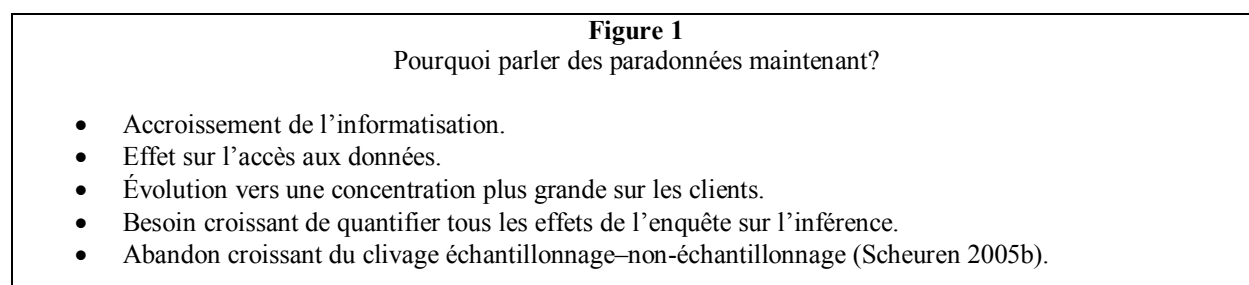 Figure 1
Pourquoi parler des paradonnées maintenant?
• Accroissement de l’informatisation.
• Effet sur l’accès aux données.
• Évolution vers une concentration plus grande sur les clients.
• Besoin croissant de quantifier tous les effets de l’enquête sur l’inférence.
• Abandon croissant du clivage échantillonnage–non-échantillonnage (Scheuren 2005b).